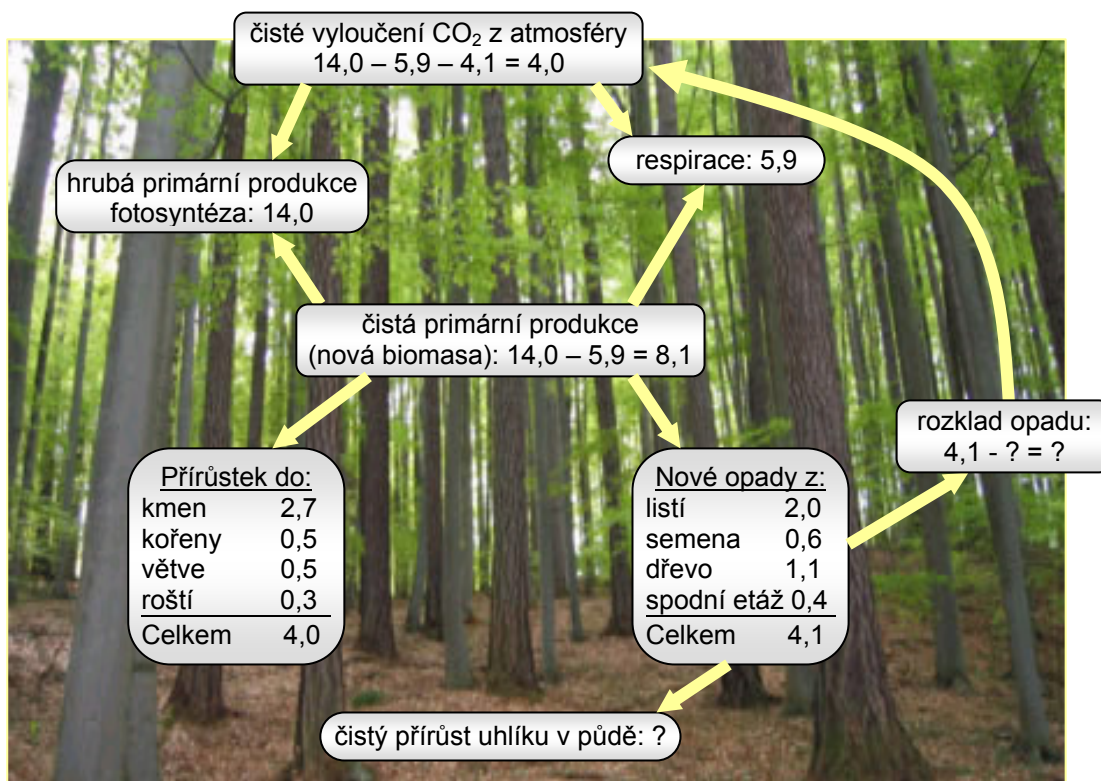 čisté vyloučení CO₂ z atmosféry
14,0 – 5,9 – 4,1 = 4,0
respirace: 5,9
hrubá primární produkce
fotosyntéza: 14,0
čistá primární produkce
(nová biomasa): 14,0 – 5,9 = 8,1
rozklad opadu:
4,1 - ? = ?
Přírůstek do:
kmen 2,7
kořeny 0,5
větve 0,5
roští 0,3
Celkem 4,0
Nové opady z:
listí 2,0
semena 0,6
dřevo 1,1
spodní etáž 0,4
Celkem 4,1
čistý přírůst uhlíku v půdě: ?